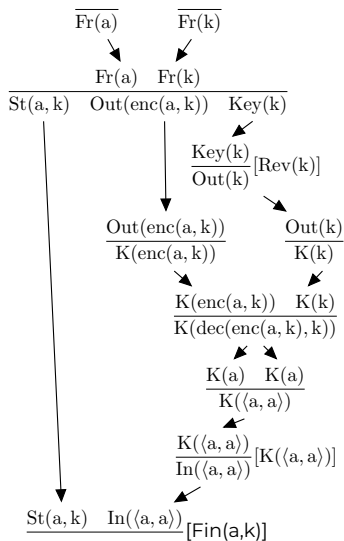 Fr(a) Fr(k)
Fr(a) Fr(k)
St(a, k) Out(enc(a, k)) Key(k)
Key(k)
Out(k)
[Rev(k)]
Out(enc(a, k)) Out(k)
K(enc(a, k)) K(k)
K(enc(a, k)) K(k)
K(dec(enc(a, k), k))
K(a) K(a)
K(⟨a, a⟩)
K(⟨a, a⟩)
In(⟨a, a⟩)
[K(⟨a, a⟩)]
St(a, k) In(⟨a, a⟩)
[Fin(a,k)]